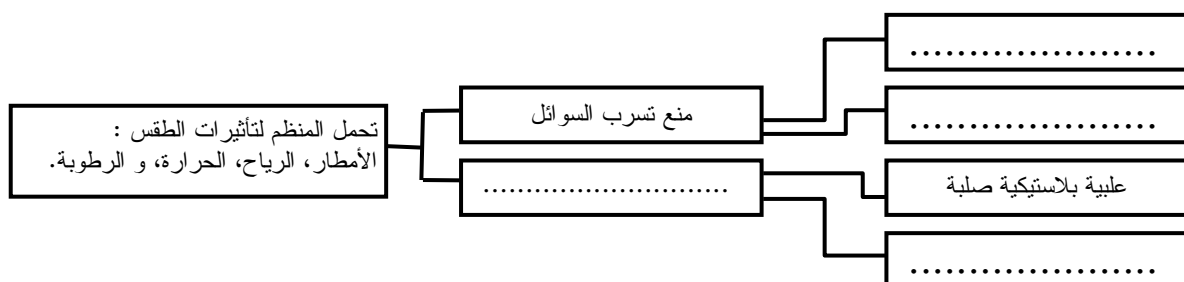 تحمل المنظم لتأثيرات الطقس :
الأمطار، الرياح، الحرارة، و الرطوبة.
منع تسرب السوائل
.............................
......................
......................
علبية بلاستيكية صلبة
......................